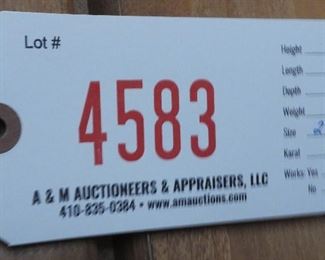 Lot #
4583
A & M AUCTIONEERS & APPRAISERS, LLC
410-835-0384 • www.amauctions.com
Height
Length
Depth
Weight
Size
Karat
Works: Yes
No